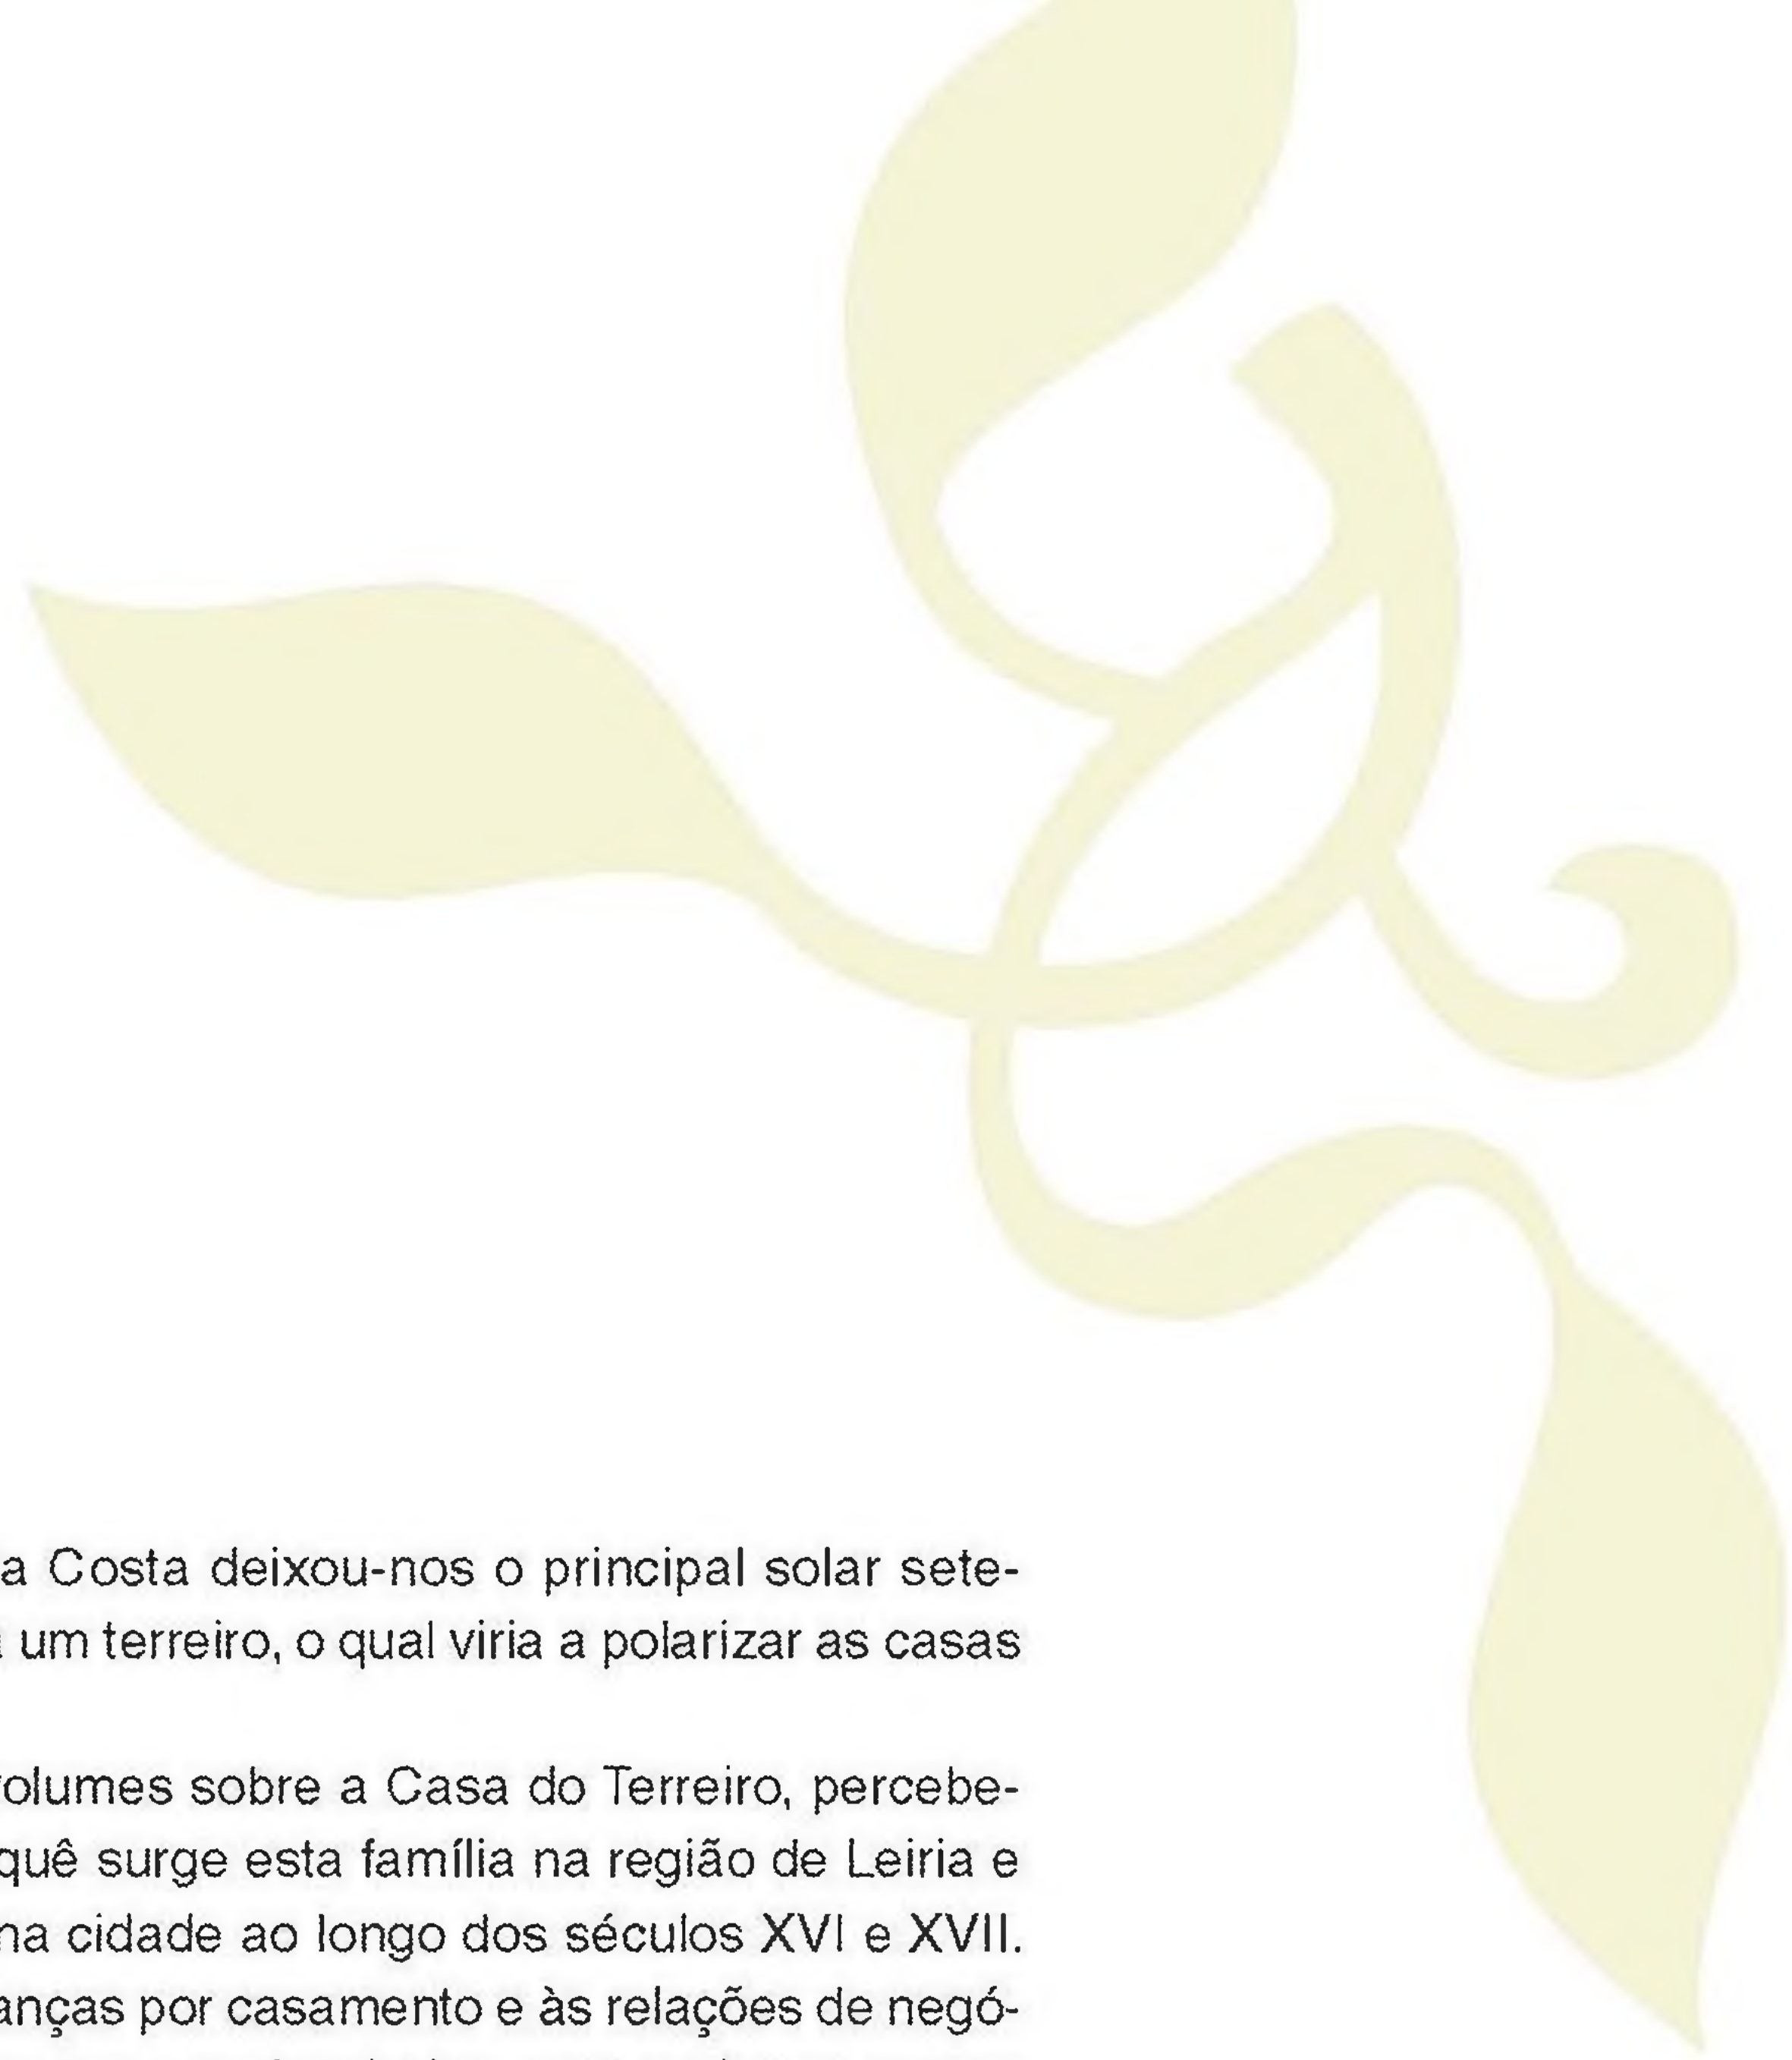 a Costa deixou-nos o principal solar sete-
um terreiro, o qual viria a polarizar as casas
olumes sobre a Casa do Terreiro, percebe-
quê surge esta família na região de Leiria e
na cidade ao longo dos séculos XVI e XVII.
anças por casamento e às relações de negó-